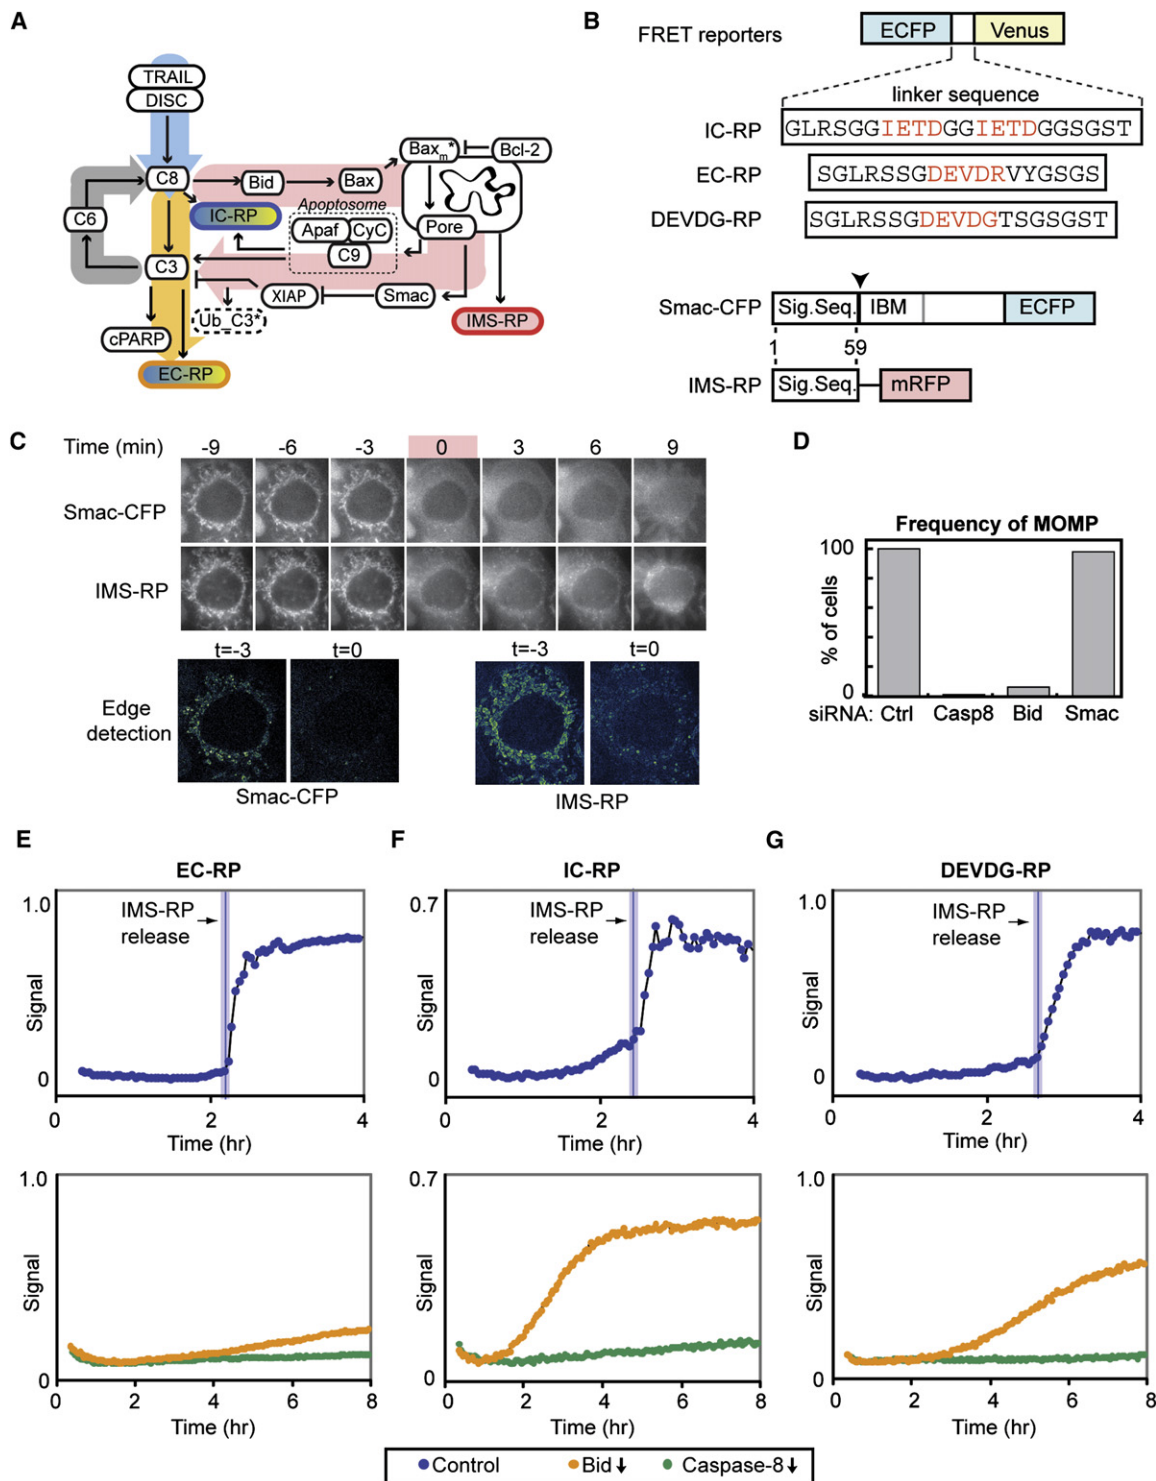 A
TRAIL
DISC
C8
Bid
Bax
Baxm*
Bcl-2
IC-RP
Apoptosome
Apaf
CyC
C9
Pore
C6
C3
XIAP
Smac
Ub_C3*
cPARP
EC-RP
IMS-RP
B
FRET reporters
ECFP
Venus
linker sequence
IC-RP
GLRSGGIETDGGIETDGGSGST
EC-RP
SGLRSSGDEVDRVYGSGS
DEVDG-RP
SGLRSSGDEVDGTSGSGST
Smac-CFP
Sig.Seq.
IBM
ECFP
1
59
IMS-RP
Sig.Seq.
mRFP
C
Time (min)
-9
-6
-3
0
3
6
9
Smac-CFP
IMS-RP
t=-3
t=0
t=-3
t=0
Edge
detection
Smac-CFP
IMS-RP
D
Frequency of MOMP
100
% of cells
0
siRNA: Ctrl
Casp8
Bid
Smac
E
EC-RP
1.0
IMS-RP
release
Signal
0
0
2
4
Time (hr)
F
IC-RP
0.7
IMS-RP
release
Signal
0
0
2
4
Time (hr)
G
DEVDG-RP
1.0
IMS-RP
release
Signal
0
0
2
4
Time (hr)
1.0
Signal
0
2
4
6
8
Time (hr)
0.7
Signal
0
2
4
6
8
Time (hr)
1.0
Signal
0
2
4
6
8
Time (hr)
Control
Bid↓
Caspase-8↓